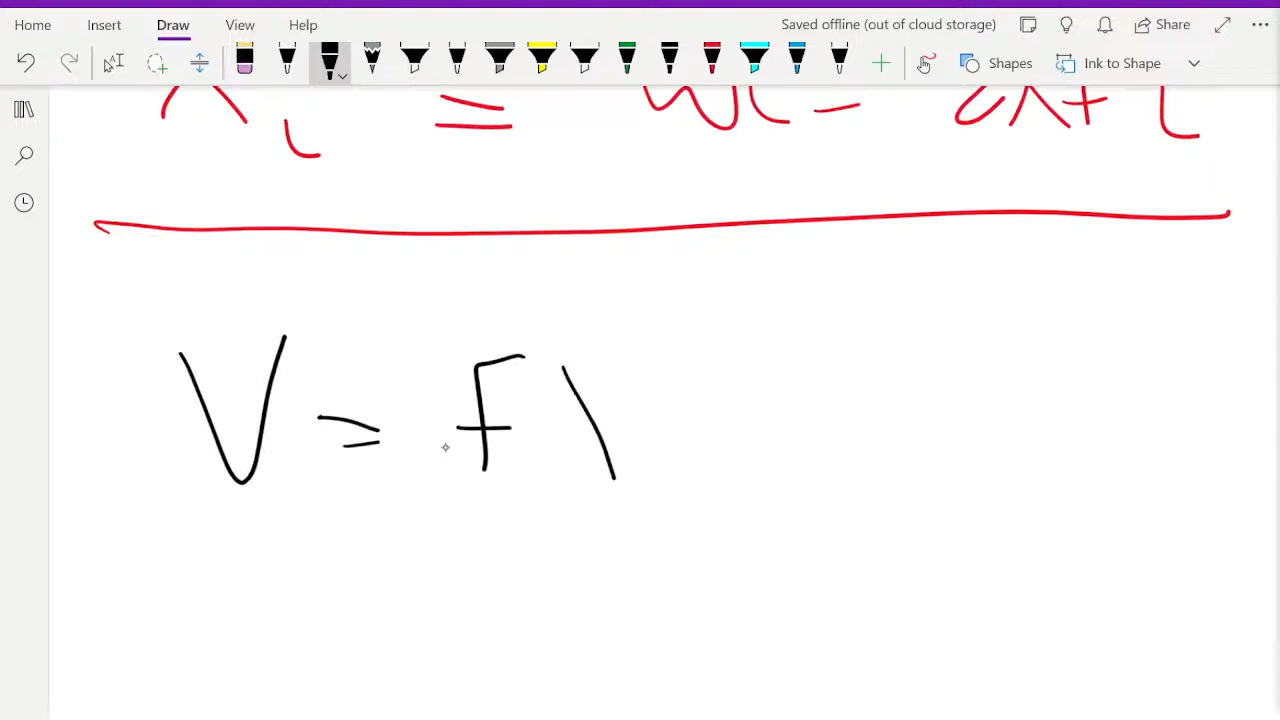 Home Insert Draw View Help Saved offline (out of cloud storage) Share
Shapes Ink to Shape
V = F \